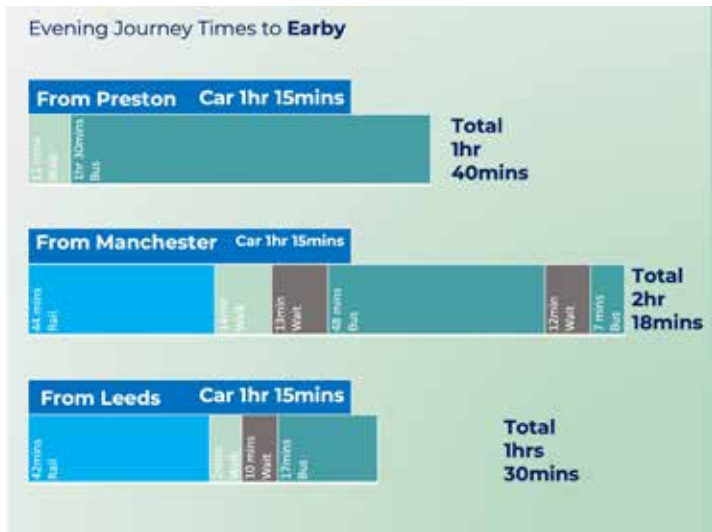 Evening Journey Times to Earby
From Preston Car 1hr 15mins
1hr 30mins
Bus
Total
1hr
40mins
From Manchester Car 1hr 15mins
44 mins
Rail
Walk
13min
Wait
48 mins
Bus
12min
Wait
7 mins
Bus
Total
2hr
18mins
From Leeds Car 1hr 15mins
42mins
Rail
Walk
10 mins
Wait
17mins
Bus
Total
1hrs
30mins